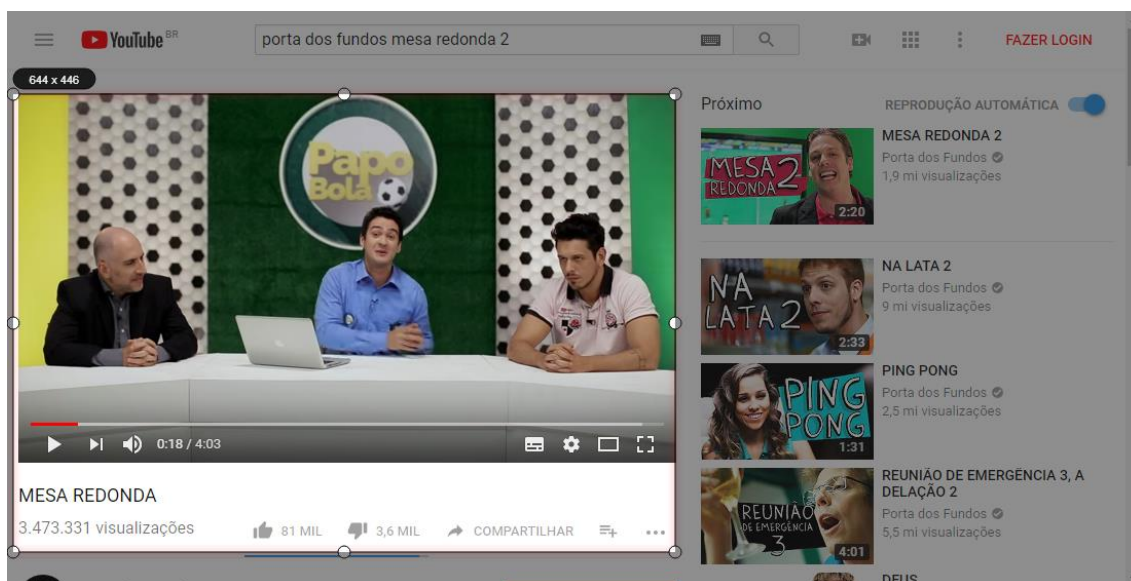 YouTube BR
porta dos fundos mesa redonda 2
FAZER LOGIN
644 x 446
Papo
Bola
0:18 / 4:03
MESA REDONDA
3.473.331 visualizações
81 MIL
3,6 MIL
COMPARTILHAR
Próximo
REPRODUÇÃO AUTOMÁTICA
MESA REDONDA 2
2:20
MESA REDONDA 2
Porta dos Fundos
1,9 mi visualizações
NA LATA 2
2:33
NA LATA 2
Porta dos Fundos
9 mi visualizações
PING PONG
1:31
PING PONG
Porta dos Fundos
2,5 mi visualizações
REUNIÃO
DE EMERGÊNCIA
3
4:01
REUNIÃO DE EMERGÊNCIA 3, A
DELAÇÃO 2
Porta dos Fundos
5,5 mi visualizações
DEUS